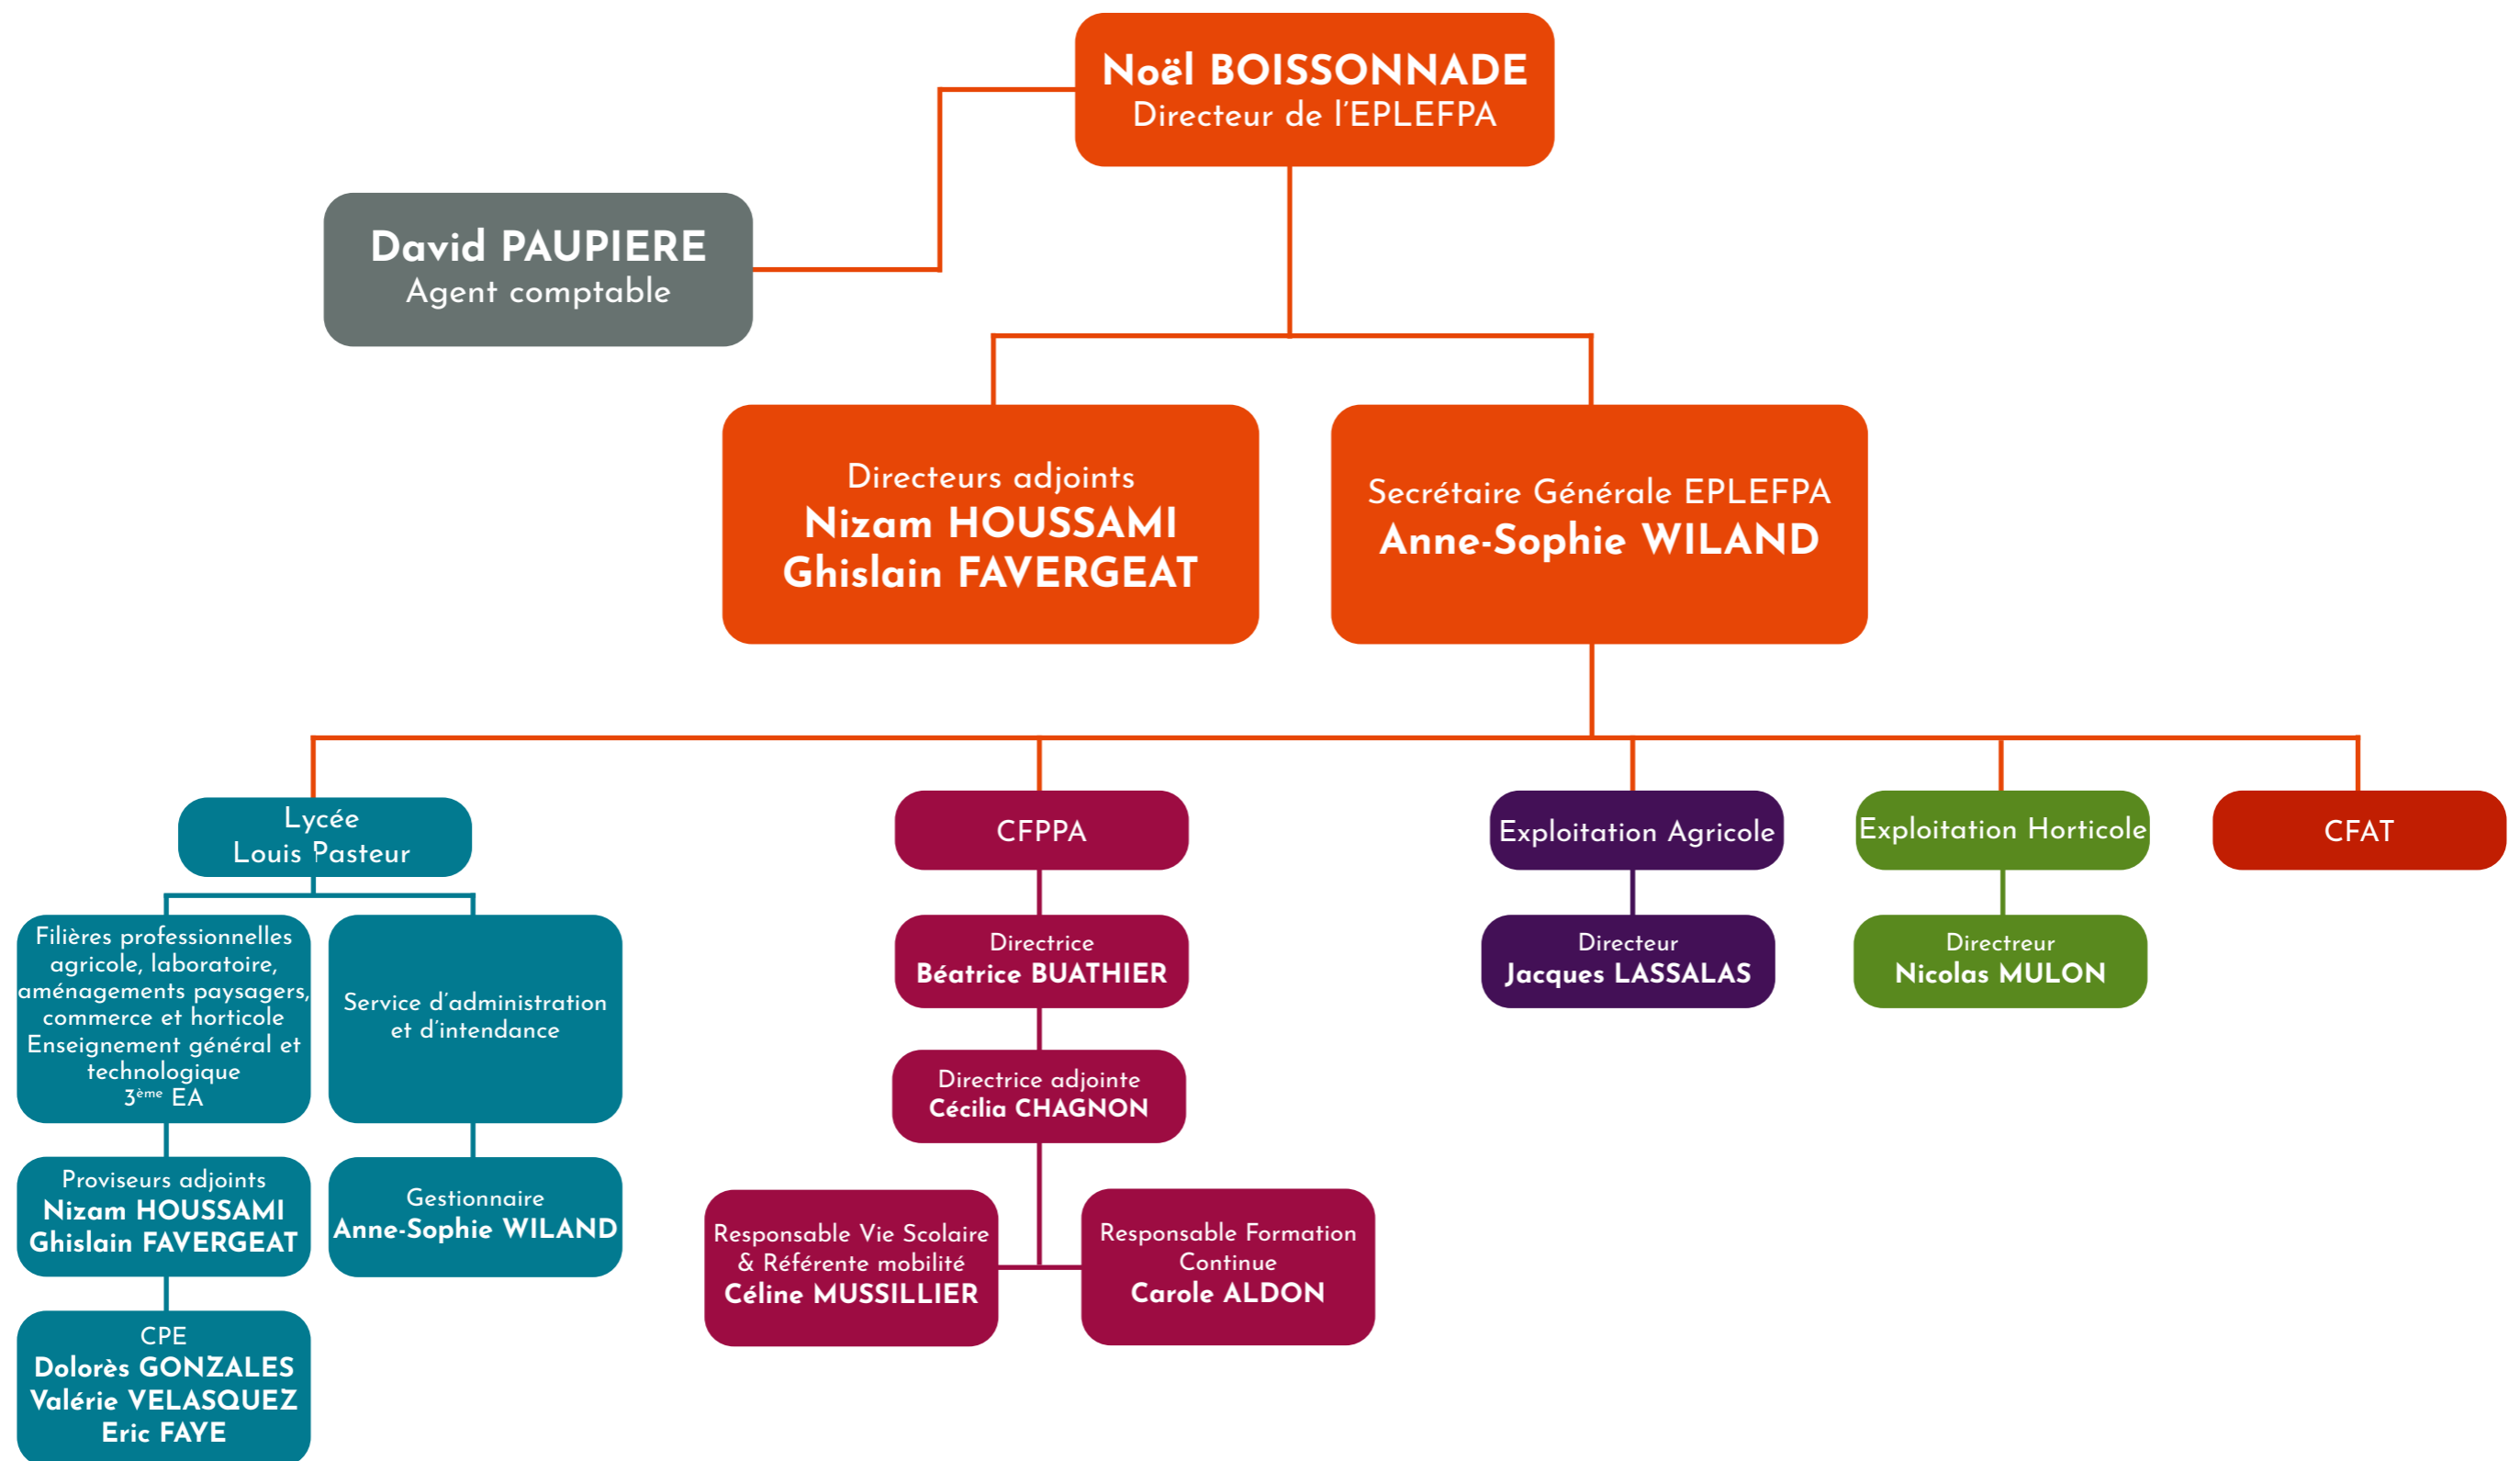 Noël BOISSONNADE
Directeur de l'EPLEFPA
David PAUPIERE
Agent comptable
Directeurs adjoints
Nizam HOUSSAMI
Ghislain FAVERGEAT
Secrétaire Générale EPLEFPA
Anne-Sophie WILAND
Lycée
Louis Pasteur
CFPPA
Exploitation Agricole
Exploitation Horticole
CFAT
Filières professionnelles
agricole, laboratoire,
aménagements paysagers,
commerce et horticole
Enseignement général et
technologique
3ème EA
Service d'administration
et d'intendance
Directrice
Béatrice BUATHIER
Directeur
Jacques LASSALAS
Directreur
Nicolas MULON
Directrice adjointe
Cécilia CHAGNON
Proviseurs adjoints
Nizam HOUSSAMI
Ghislain FAVERGEAT
Gestionnaire
Anne-Sophie WILAND
Responsable Vie Scolaire
& Référente mobilité
Céline MUSSILLIER
Responsable Formation
Continue
Carole ALDON
CPE
Dolorès GONZALES
Valérie VELASQUEZ
Eric FAYE